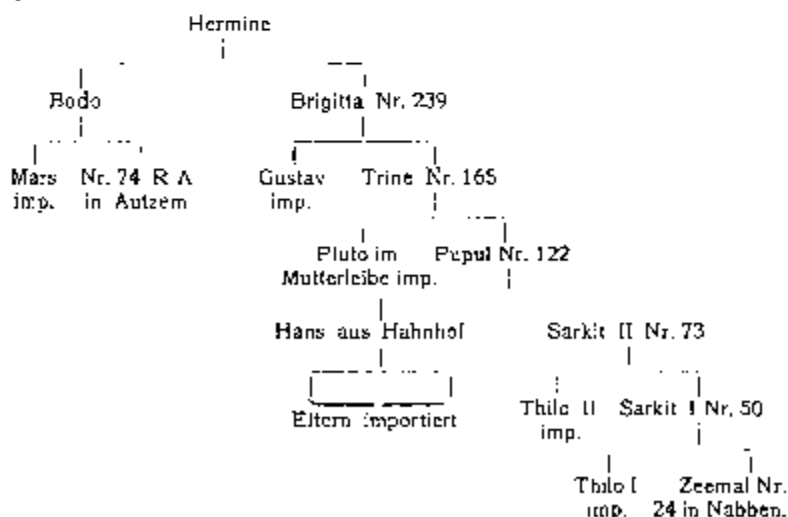 Hermine
Bodo Brigitta Nr. 239
Mars Nr. 74 R A Gustav Trine Nr. 165
imp. in Autzem imp.
Pluto im Pupul Nr. 122
Mutterleibe imp.
Hans aus Hahnhof Sarkit II Nr. 73
Eltern importiert Thilo II Sarkit I Nr. 50
imp.
Thilo I Zeemal Nr.
imp. 24 in Nabben.